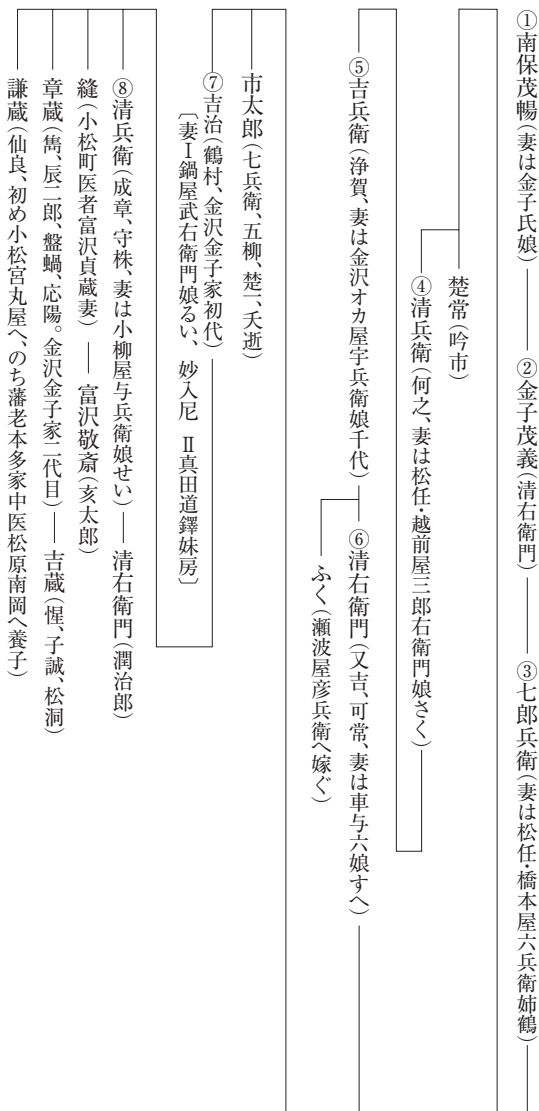 ①南保茂暢(妻は金子氏娘)
②金子茂義(清右衛門)
③七郎兵衛(妻は松任・橋本屋六兵衛姉鶴)
楚常(吟市)
④清兵衛(何之、妻は松任・越前屋三郎右衛門娘さく)
⑤吉兵衛(浄賀、妻は金沢オカ屋宇兵衛娘千代)
⑥清右衛門(又吉、可常、妻は車与六娘すへ)
ふく(瀬波屋彦兵衛へ嫁ぐ)
市太郎(七兵衛、五柳、楚一、夭逝)
⑦吉治(鶴村、金沢金子家初代)
〔妻Ⅰ鍋屋武右衛門娘るい、妙入尼 Ⅱ真田道鐸妹房〕
⑧清兵衛(成章、守株、妻は小柳屋与兵衛娘せい)
清右衛門(潤治郎)
縫(小松町医者富沢貞蔵妻)
富沢敬斎(亥太郎)
章蔵(雋、辰二郎、盤蝸、応陽。金沢金子家二代目)
吉蔵(惺、子誠、松洞)
謙蔵(仙良、初め小松宮丸屋へ、のち藩老本多家中医松原南岡へ養子)